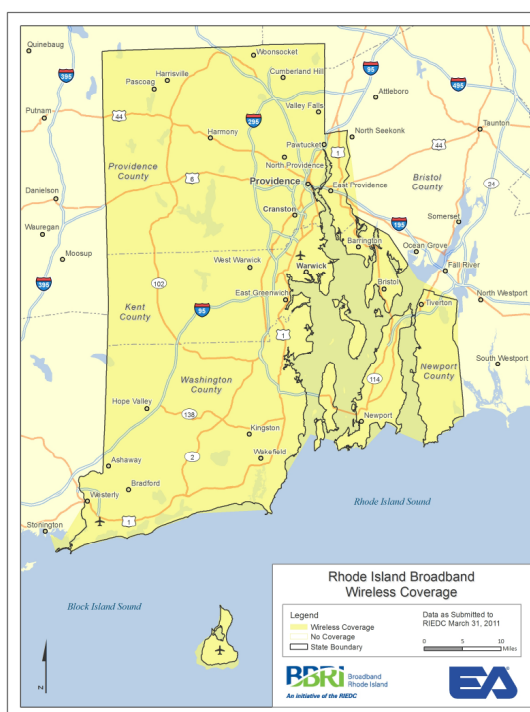 Quinebaug
395
Woonsocket
Harrisville
Cumberland Hill
95
495
Pascoag
Attleboro
Putnam
44
Valley Falls
295
Taunton
Harmony
North Seekonk
Pawtucket
1
44
North Providence
Providence
County
6
Bristol
County
24
Providence
East Providence
Danielson
Cranston
Somerset
195
Wauregan
Barrington
Ocean Grove
Moosup
West Warwick
Warwick
Fall River
395
102
Bristol
East Greenwich
North Westport
Tiverton
Kent
County
95
1
South Westport
Newport
County
Washington
County
114
Hope Valley
138
Newport
Kingston
2
Wakefield
Ashaway
Bradford
Westerly
Rhode Island Sound
1
Stonington
Block Island Sound
Rhode Island Broadband
Wireless Coverage
Legend
Wireless Coverage
No Coverage
State Boundary
Data as Submitted to
RIEDC March 31, 2011
0 5 10
Miles
N
BBRI Broadband
Rhode Island
An initiative of the RIEDC
EA